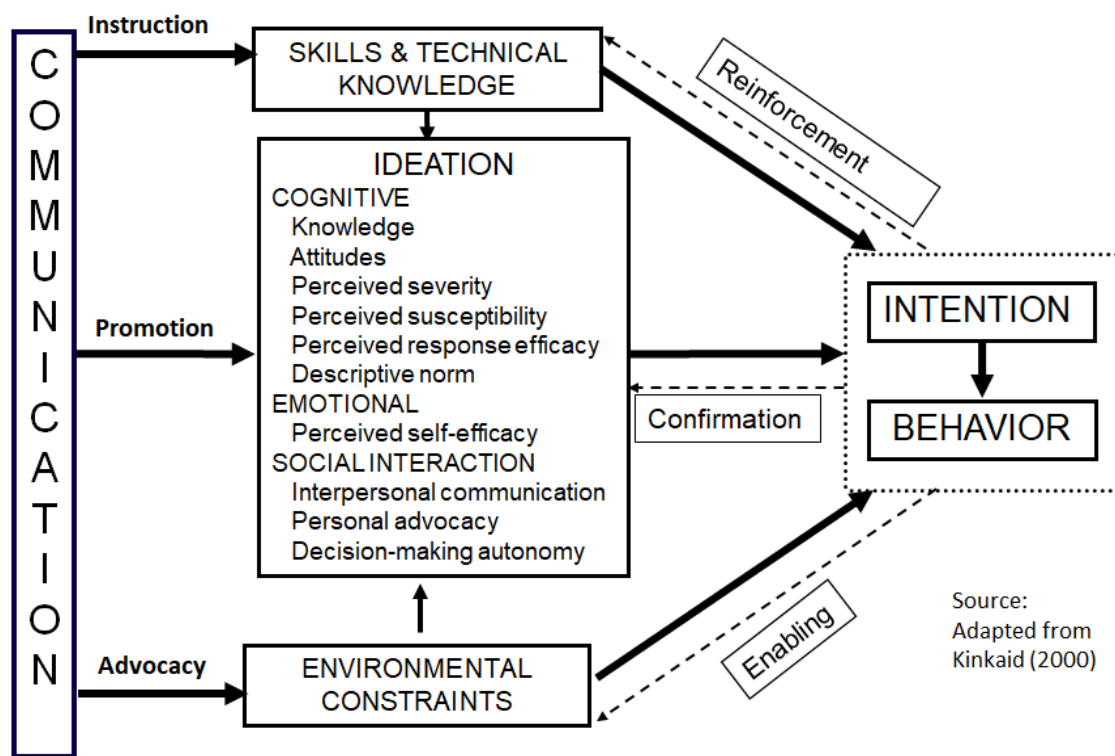 COMMUNICATION
Instruction
SKILLS & TECHNICAL
KNOWLEDGE
Reinforcement
IDEATION
COGNITIVE
Knowledge
Attitudes
Perceived severity
Perceived susceptibility
Perceived response efficacy
Descriptive norm
EMOTIONAL
Perceived self-efficacy
SOCIAL INTERACTION
Interpersonal communication
Personal advocacy
Decision-making autonomy
Promotion
Confirmation
INTENTION
BEHAVIOR
Advocacy
ENVIRONMENTAL
CONSTRAINTS
Enabling
Source:
Adapted from
Kinkaid (2000)